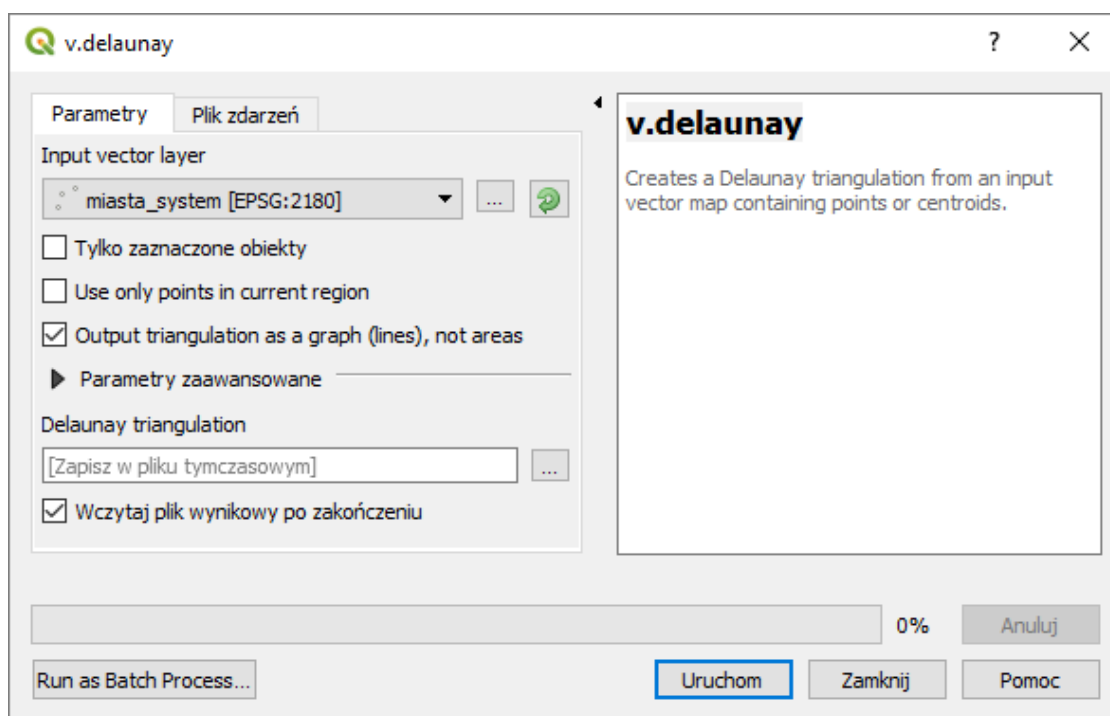 v.delaunay
?
Parametry
Plik zdarzeń
Input vector layer
miasta_system [EPSG:2180]
...
Tylko zaznaczone obiekty
Use only points in current region
Output triangulation as a graph (lines), not areas
Parametry zaawansowane
Delaunay triangulation
[Zapisz w pliku tymczasowym]
...
Wczytaj plik wynikowy po zakończeniu
v.delaunay
Creates a Delaunay triangulation from an input
vector map containing points or centroids.
0%
Anuluj
Run as Batch Process...
Uruchom
Zamknij
Pomoc